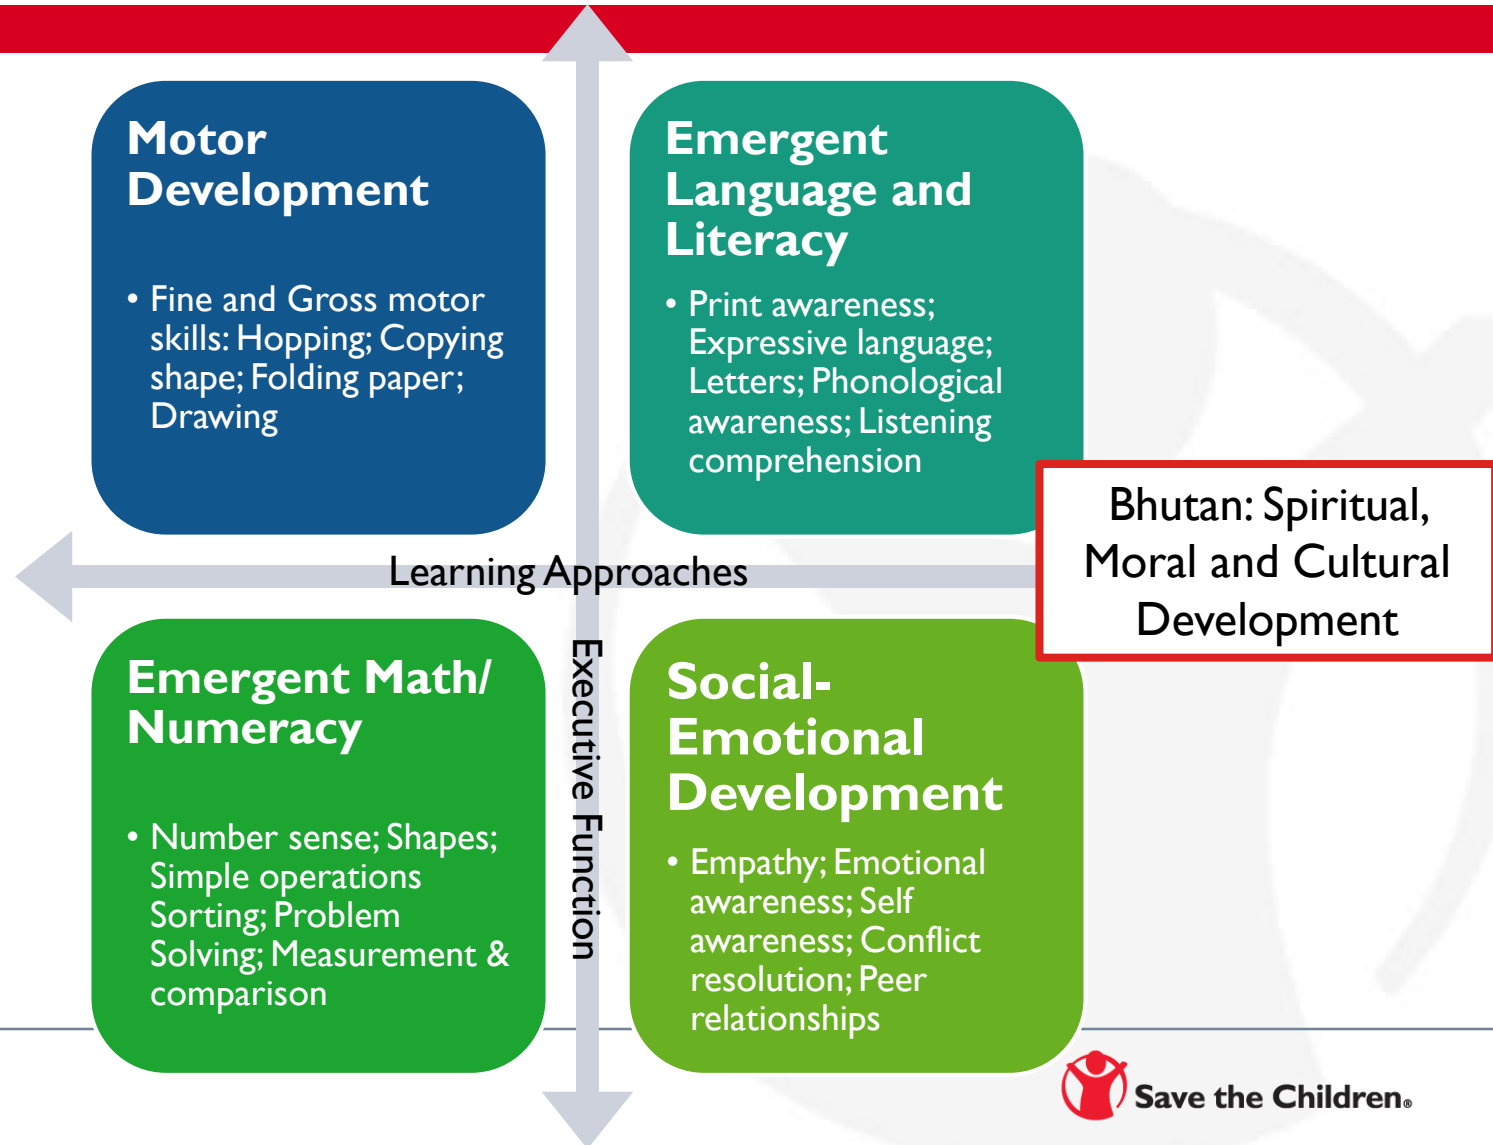 Motor
Development
• Fine and Gross motor
skills: Hopping; Copying
shape; Folding paper;
Drawing
Emergent
Language and
Literacy
• Print awareness;
Expressive language;
Letters; Phonological
awareness; Listening
comprehension
Bhutan: Spiritual,
Moral and Cultural
Development
Learning Approaches
Executive Function
Emergent Math/
Numeracy
• Number sense; Shapes;
Simple operations
Sorting; Problem
Solving; Measurement &
comparison
Social-
Emotional
Development
• Empathy; Emotional
awareness; Self
awareness; Conflict
resolution; Peer
relationships
Save the Children®